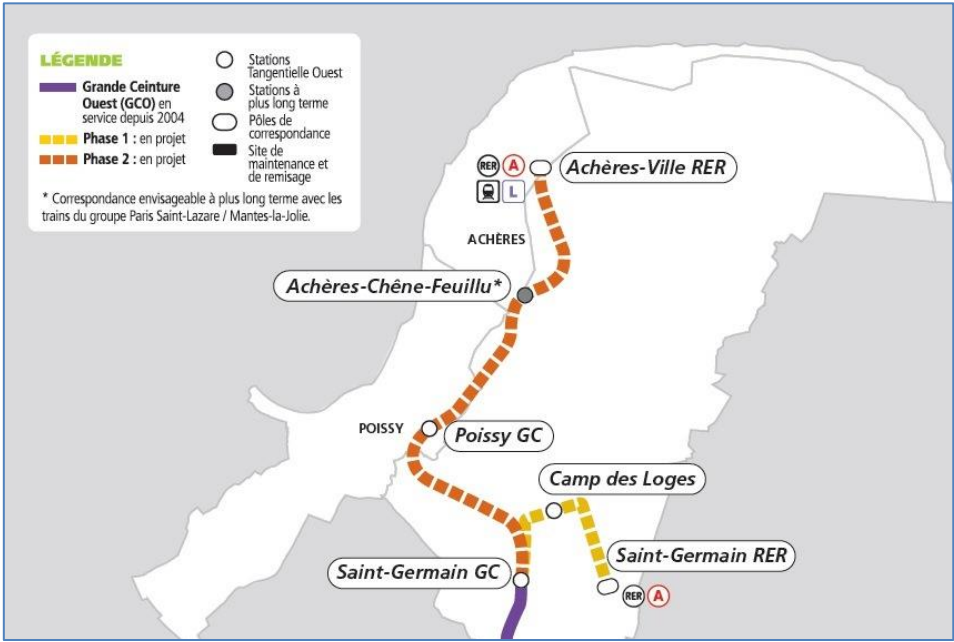 LÉGENDE
Grande Ceinture
Ouest (GCO) en
service depuis 2004
Phase 1 : en projet
Phase 2 : en projet
Stations
Tangentielle Ouest
Stations à
plus long terme
Pôles de
correspondance
Site de
maintenance et
de remisage
* Correspondance envisageable à plus long terme avec les
trains du groupe Paris Saint-Lazare / Mantes-la-Jolie.
RER A Achères-Ville RER
L
ACHÈRES
Achères-Chêne-Feuillu*
POISSY
Poissy GC
Camp des Loges
Saint-Germain RER
Saint-Germain GC
RER A